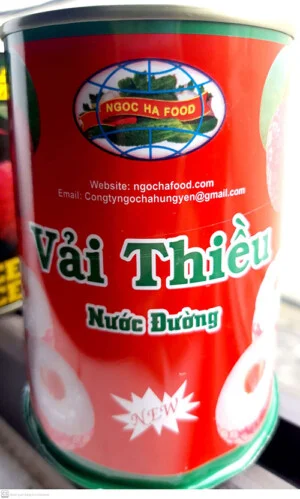 NGOC HA FOOD
Website: ngochafood.com
Email: Congtyngochahungyen@gmail.com
Vải Thiều
Nước Đường
NEW